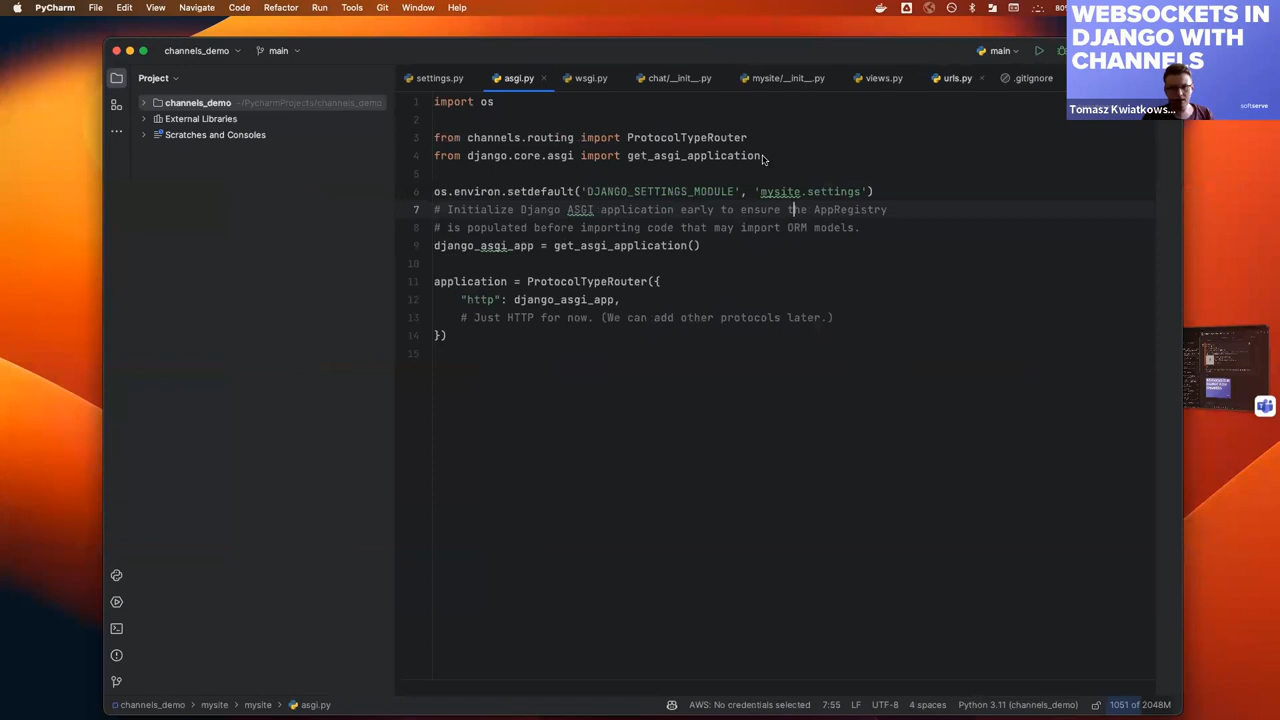 PyCharm File Edit View Navigate Code Refactor Run Tools Git Window Help 80%
WEBSOCKETS IN
DJANGO WITH
CHANNELS
Tomasz Kwiatkows...
softserve
channels_demo main main
Project
settings.py asgi.py wsgi.py chat/__init__.py mysite/__init__.py views.py urls.py .gitignore
channels_demo ~/PycharmProjects/channels_demo
External Libraries
Scratches and Consoles
1 import os
2
3 from channels.routing import ProtocolTypeRouter
4 from django.core.asgi import get_asgi_application
5
6 os.environ.setdefault('DJANGO_SETTINGS_MODULE', 'mysite.settings')
7 # Initialize Django ASGI application early to ensure the AppRegistry
8 # is populated before importing code that may import ORM models.
9 django_asgi_app = get_asgi_application()
10
11 application = ProtocolTypeRouter({
12 "http": django_asgi_app,
13 # Just HTTP for now. (We can add other protocols later.)
14 })
15
channels_demo mysite mysite asgi.py
AWS: No credentials selected 7:55 LF UTF-8 4 spaces Python 3.11 (channels_demo) 1051 of 2048M